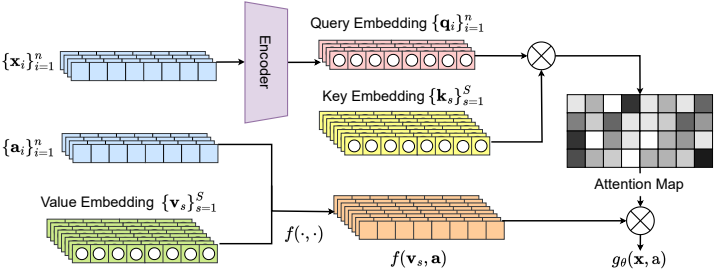 Query Embedding {q_i}_{i=1}^n
{x_i}_{i=1}^n
Encoder
Key Embedding {k_s}_{s=1}^S
{a_i}_{i=1}^n
Attention Map
Value Embedding {v_s}_{s=1}^S
f(·,·)
f(v_s, a)
g_θ(x, a)